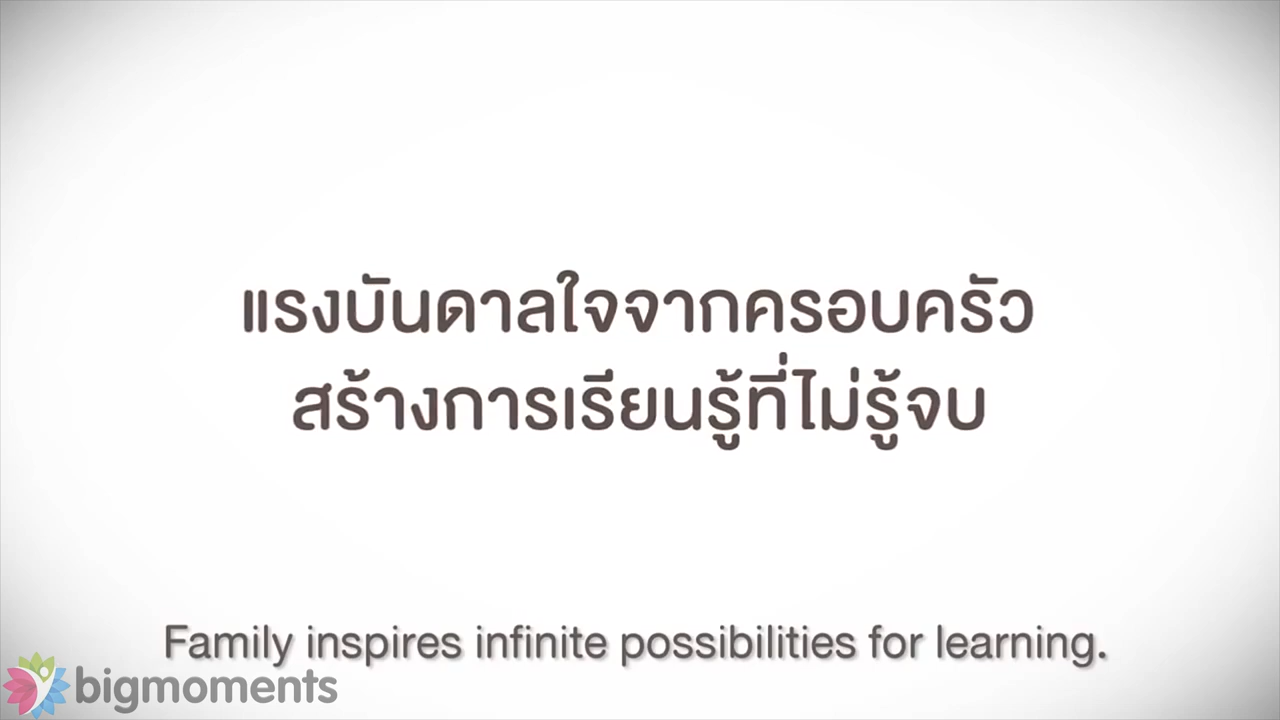 แรงบันดาลใจจากครอบครัว
สร้างการเรียนรู้ที่ไม่รู้จบ
Family inspires infinite possibilities for learning.
bigmoments